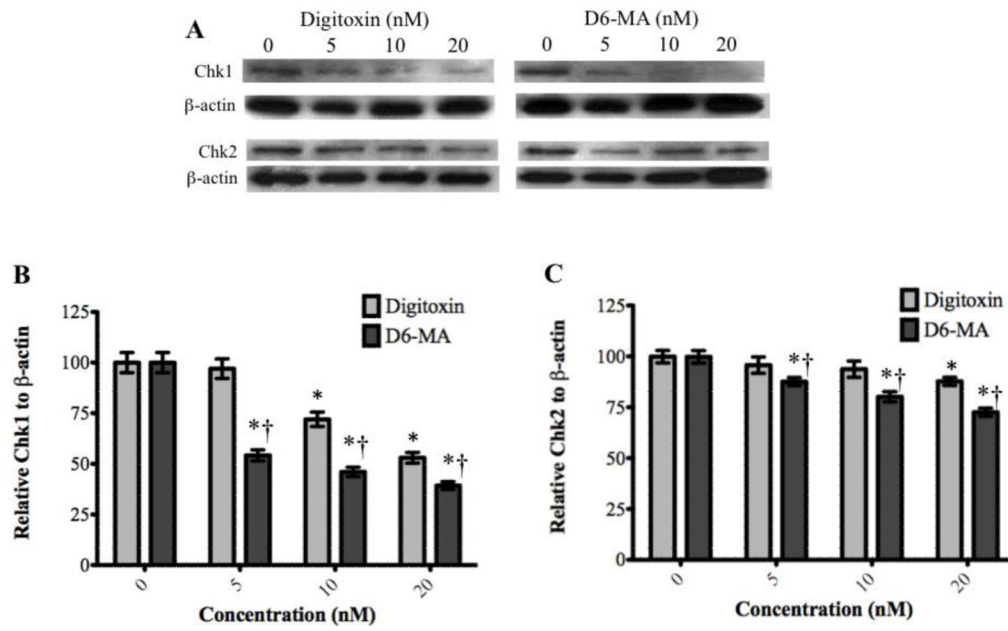 A
Digitoxin (nM)
D6-MA (nM)
0 5 10 20
0 5 10 20
Chk1
β-actin
Chk2
β-actin
B
Relative Chk1 to β-actin
125
100
75
50
25
0
Digitoxin
D6-MA
*†
*
*†
*
*†
0 5 10 20
Concentration (nM)
C
Relative Chk2 to β-actin
125
100
75
50
25
0
Digitoxin
D6-MA
*†
*†
*
*†
0 5 10 20
Concentration (nM)